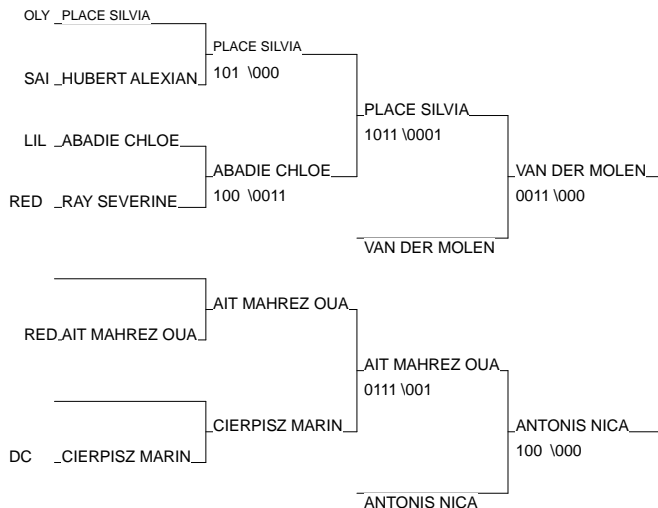 OLY PLACE SILVIA
PLACE SILVIA
101 \000
SAI HUBERT ALEXIAN
PLACE SILVIA
1011 \0001
LIL ABADIE CHLOE
ABADIE CHLOE
100 \0011
VAN DER MOLEN
0011 \000
RED RAY SEVERINE
VAN DER MOLEN
AIT MAHREZ OUA
RED AIT MAHREZ OUA
AIT MAHREZ OUA
0111 \001
CIERPISZ MARIN
ANTONIS NICA
100 \000
DC CIERPISZ MARIN
ANTONIS NICA